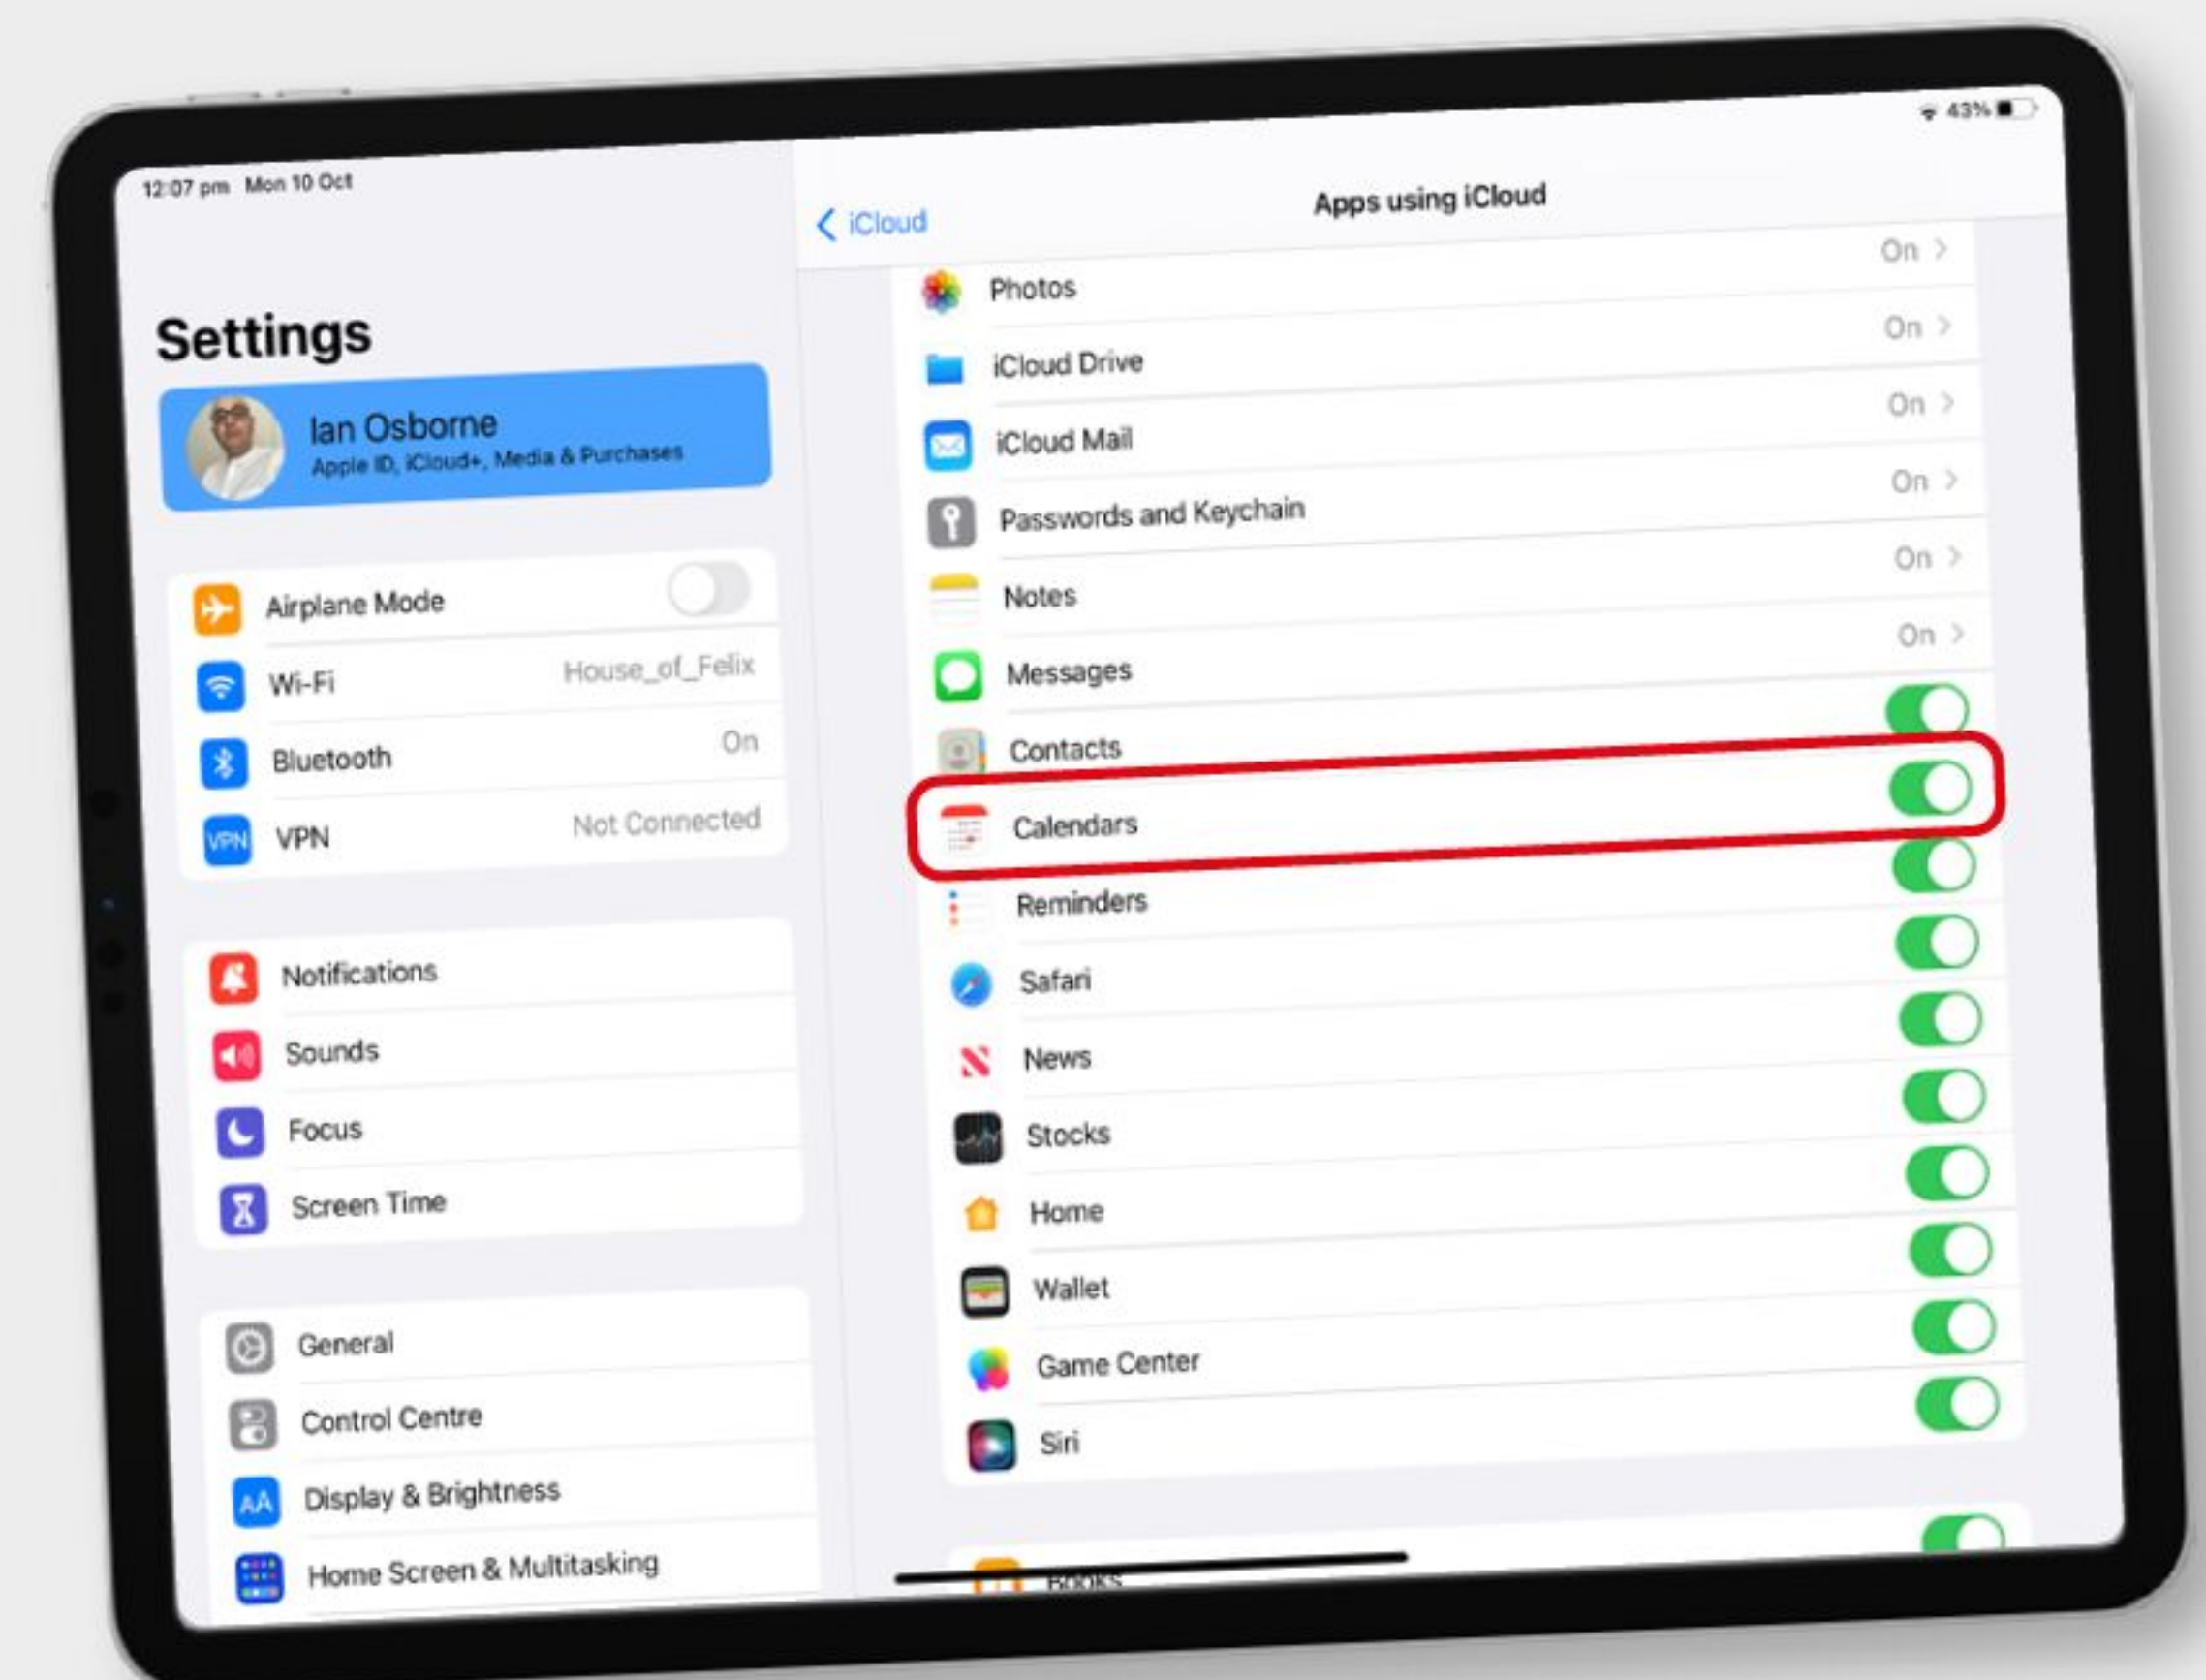 12:07 pm Mon 10 Oct
43%
Settings
Ian Osborne
Apple ID, iCloud+, Media & Purchases
Airplane Mode
Wi-Fi House_of_Felix
Bluetooth On
VPN VPN Not Connected
Notifications
Sounds
Focus
Screen Time
General
Control Centre
AA Display & Brightness
Home Screen & Multitasking
iCloud
Apps using iCloud
Photos On
iCloud Drive On
iCloud Mail On
Passwords and Keychain On
Notes On
Messages On
Contacts
Calendars
Reminders
Safari
News
Stocks
Home
Wallet
Game Center
Siri
Books